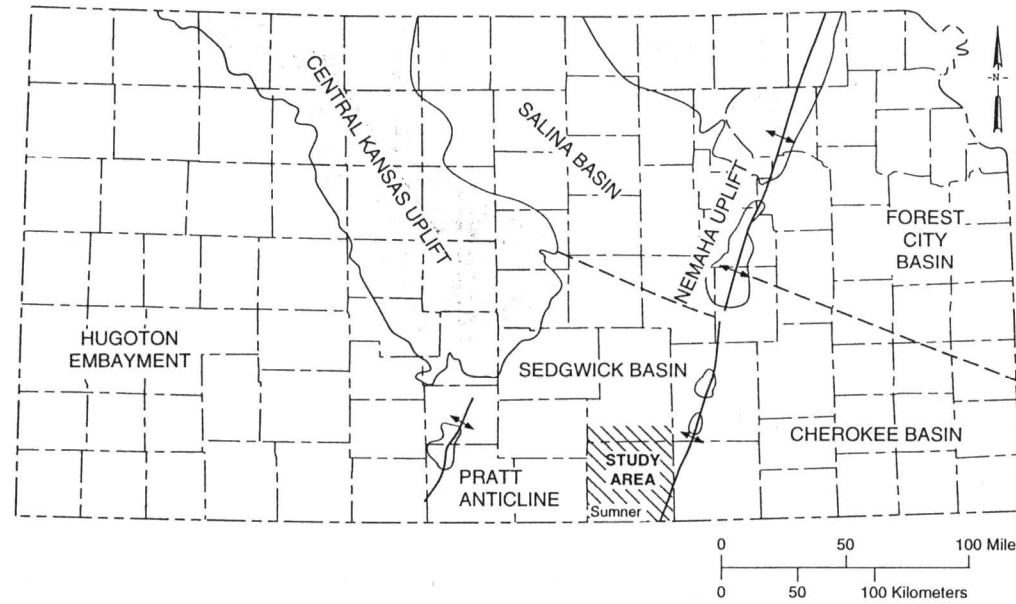 N
CENTRAL KANSAS UPLIFT
SALINA BASIN
NEMAHA UPLIFT
FOREST
CITY
BASIN
HUGOTON
EMBAYMENT
SEDGWICK BASIN
CHEROKEE BASIN
PRATT
ANTICLINE
STUDY
AREA
Sumner
0 50 100 Mile
0 50 100 Kilometers